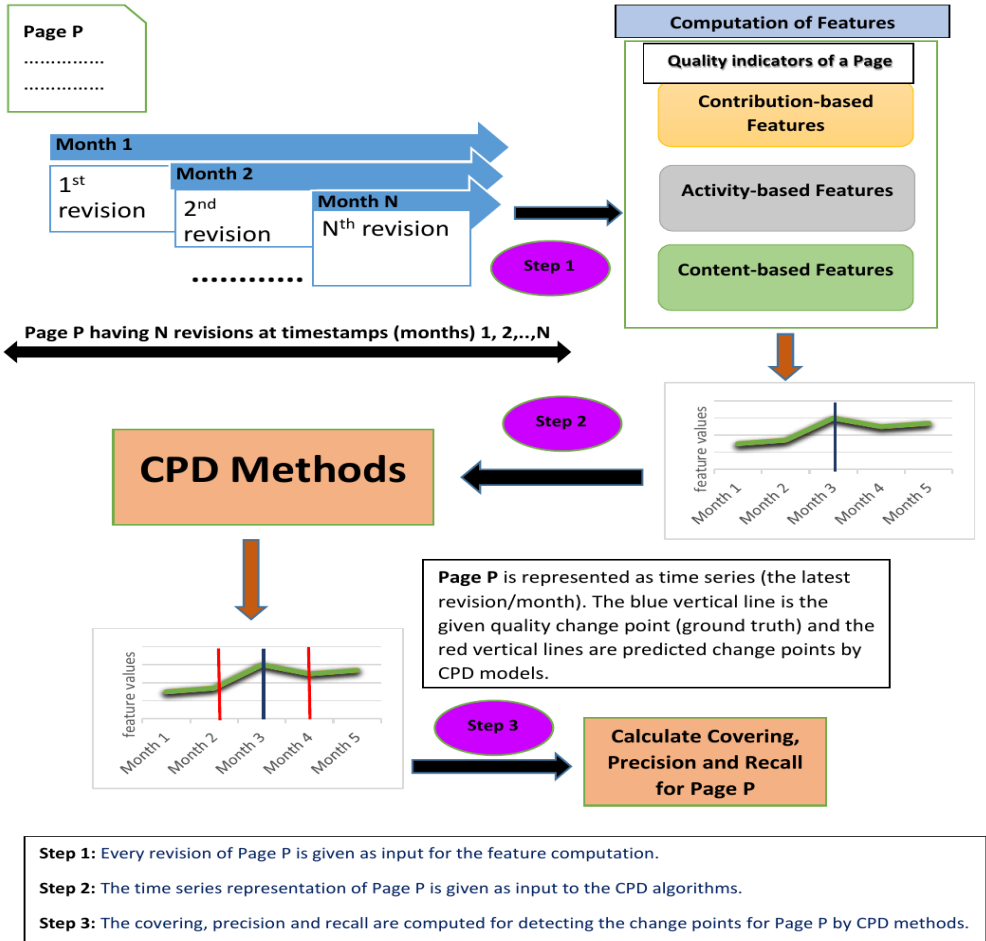 Page P
……………
……………
Month 1
1st
revision
Month 2
2nd
revision
Month N
Nth revision
…………
Page P having N revisions at timestamps (months) 1, 2,..,N
Step 1
Computation of Features
Quality indicators of a Page
Contribution-based
Features
Activity-based Features
Content-based Features
feature values
Month 1
Month 2
Month 3
Month 4
Month 5
Step 2
CPD Methods
Page P is represented as time series (the latest
revision/month). The blue vertical line is the
given quality change point (ground truth) and the
red vertical lines are predicted change points by
CPD models.
feature values
Month 1
Month 2
Month 3
Month 4
Month 5
Step 3
Calculate Covering,
Precision and Recall
for Page P
Step 1: Every revision of Page P is given as input for the feature computation.
Step 2: The time series representation of Page P is given as input to the CPD algorithms.
Step 3: The covering, precision and recall are computed for detecting the change points for Page P by CPD methods.